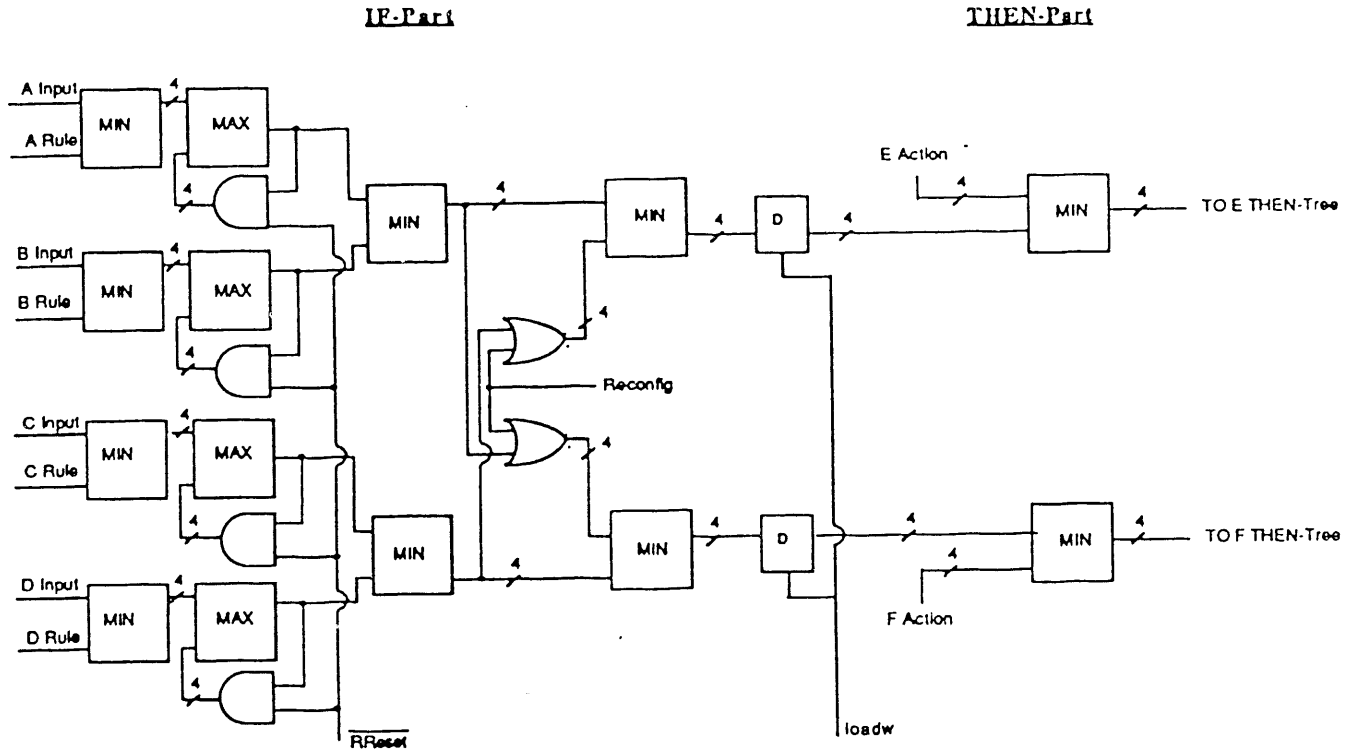 IF-Part
THEN-Part
A Input
4
MIN
MAX
A Rule
4
E Action
4
MIN
4
TO E THEN-Tree
MIN
4
MIN
4
D
4
B Input
4
MIN
MAX
B Rule
4
4
Reconfig
C Input
4
MIN
MAX
C Rule
4
4
MIN
4
MIN
4
D
4
MIN
4
TO F THEN-Tree
4
F Action
D Input
4
MIN
MAX
D Rule
4
RReset
loadw